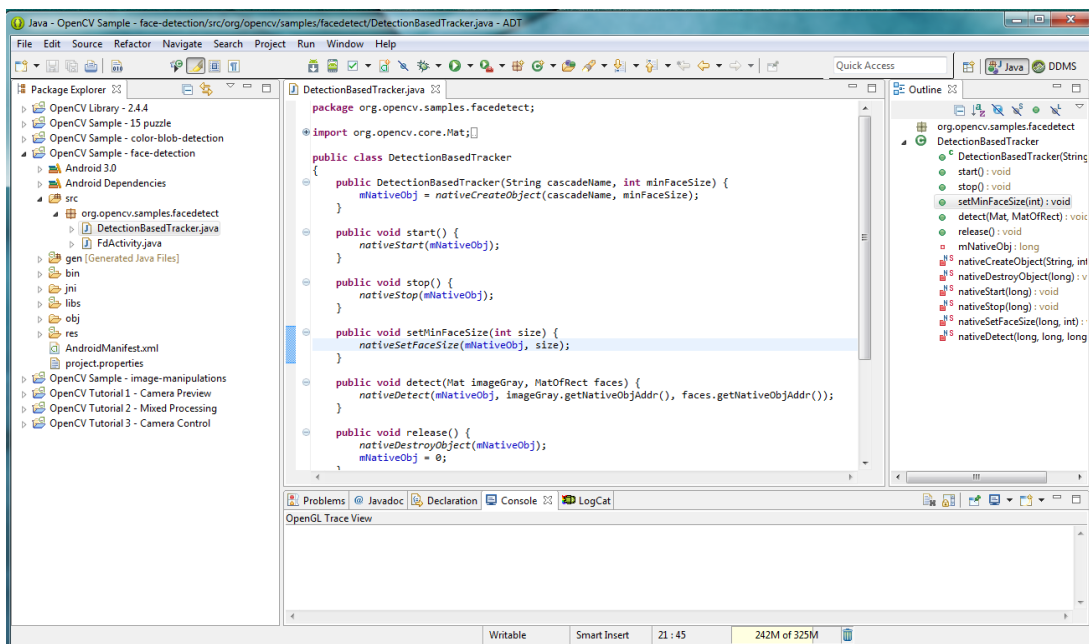 Java - OpenCV Sample - face-detection/src/org/opencv/samples/facedetect/DetectionBasedTracker.java - ADT
File Edit Source Refactor Navigate Search Project Run Window Help
Quick Access
Java
DDMS
Package Explorer
OpenCV Library - 2.4.4
OpenCV Sample - 15 puzzle
OpenCV Sample - color-blob-detection
OpenCV Sample - face-detection
Android 3.0
Android Dependencies
src
org.opencv.samples.facedetect
DetectionBasedTracker.java
FdActivity.java
gen [Generated Java Files]
bin
jni
libs
obj
res
AndroidManifest.xml
project.properties
OpenCV Sample - image-manipulations
OpenCV Tutorial 1 - Camera Preview
OpenCV Tutorial 2 - Mixed Processing
OpenCV Tutorial 3 - Camera Control
DetectionBasedTracker.java
package org.opencv.samples.facedetect;
import org.opencv.core.Mat;
public class DetectionBasedTracker
{
public DetectionBasedTracker(String cascadeName, int minFaceSize) {
mNativeObj = nativeCreateObject(cascadeName, minFaceSize);
}
public void start() {
nativeStart(mNativeObj);
}
public void stop() {
nativeStop(mNativeObj);
}
public void setMinFaceSize(int size) {
nativeSetFaceSize(mNativeObj, size);
}
public void detect(Mat imageGray, MatOfRect faces) {
nativeDetect(mNativeObj, imageGray.getNativeObjAddr(), faces.getNativeObjAddr());
}
public void release() {
nativeDestroyObject(mNativeObj);
mNativeObj = 0;
}
Outline
org.opencv.samples.facedetect
DetectionBasedTracker
DetectionBasedTracker(String
start() : void
stop() : void
setMinFaceSize(int) : void
detect(Mat, MatOfRect) : void
release() : void
mNativeObj : long
nativeCreateObject(String, int
nativeDestroyObject(long) : v
nativeStart(long) : void
nativeStop(long) : void
nativeSetFaceSize(long, int) :
nativeDetect(long, long, long
Problems @ Javadoc Declaration Console LogCat
OpenGL Trace View
Writable Smart Insert 21 : 45 242M of 325M